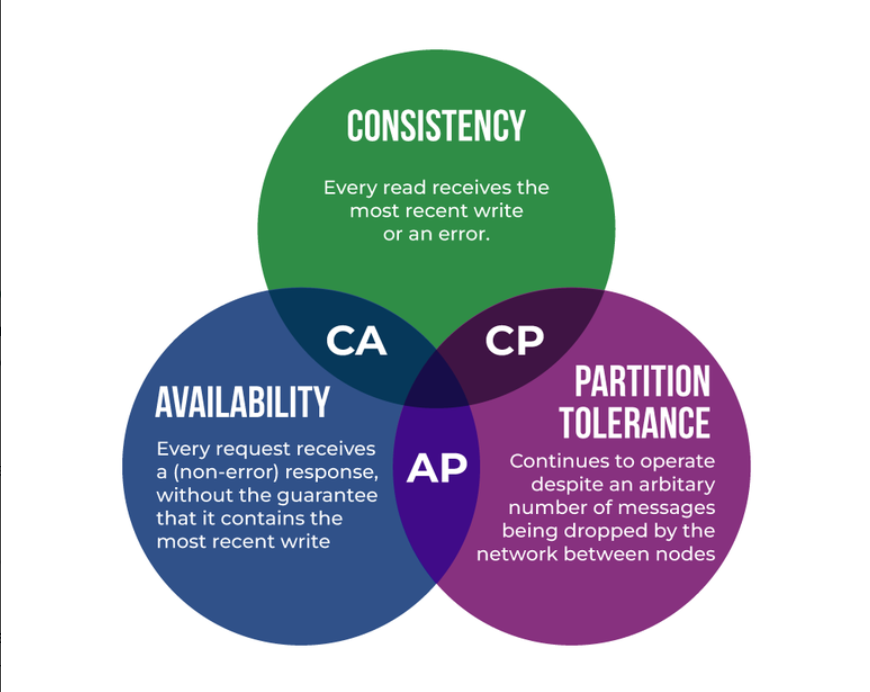 CONSISTENCY
Every read receives the
most recent write
or an error.
CA
CP
AVAILABILITY
Every request receives
a (non-error) response,
without the guarantee
that it contains the
most recent write
AP
PARTITION
TOLERANCE
Continues to operate
despite an arbitary
number of messages
being dropped by the
network between nodes